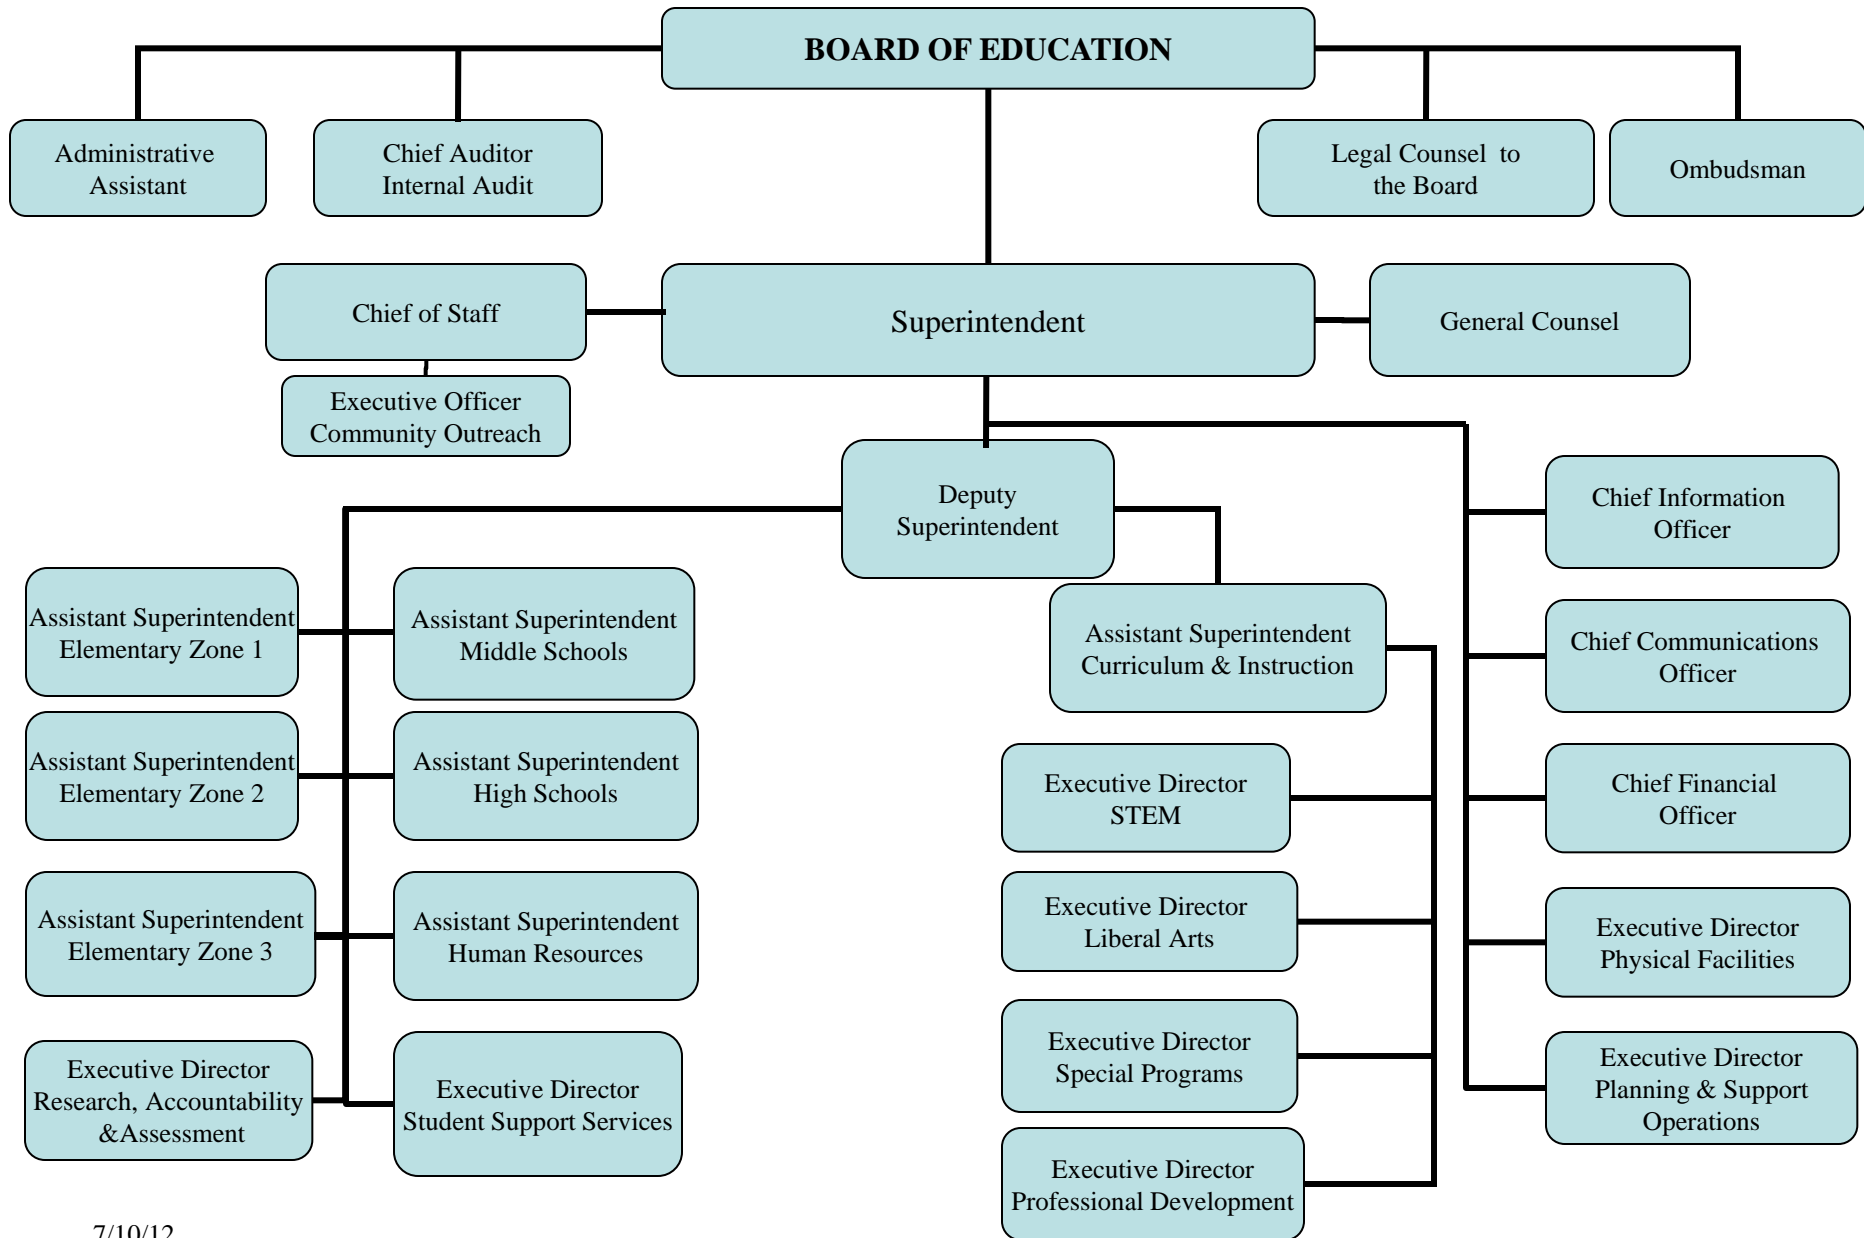 BOARD OF EDUCATION
Administrative
Assistant
Chief Auditor
Internal Audit
Legal Counsel to
the Board
Ombudsman
Chief of Staff
Superintendent
General Counsel
Executive Officer
Community Outreach
Deputy
Superintendent
Chief Information
Officer
Assistant Superintendent
Elementary Zone 1
Assistant Superintendent
Middle Schools
Assistant Superintendent
Curriculum & Instruction
Chief Communications
Officer
Assistant Superintendent
Elementary Zone 2
Assistant Superintendent
High Schools
Executive Director
STEM
Chief Financial
Officer
Assistant Superintendent
Elementary Zone 3
Assistant Superintendent
Human Resources
Executive Director
Liberal Arts
Executive Director
Physical Facilities
Executive Director
Research, Accountability
&Assessment
Executive Director
Student Support Services
Executive Director
Special Programs
Executive Director
Planning & Support
Operations
Executive Director
Professional Development
7/10/12